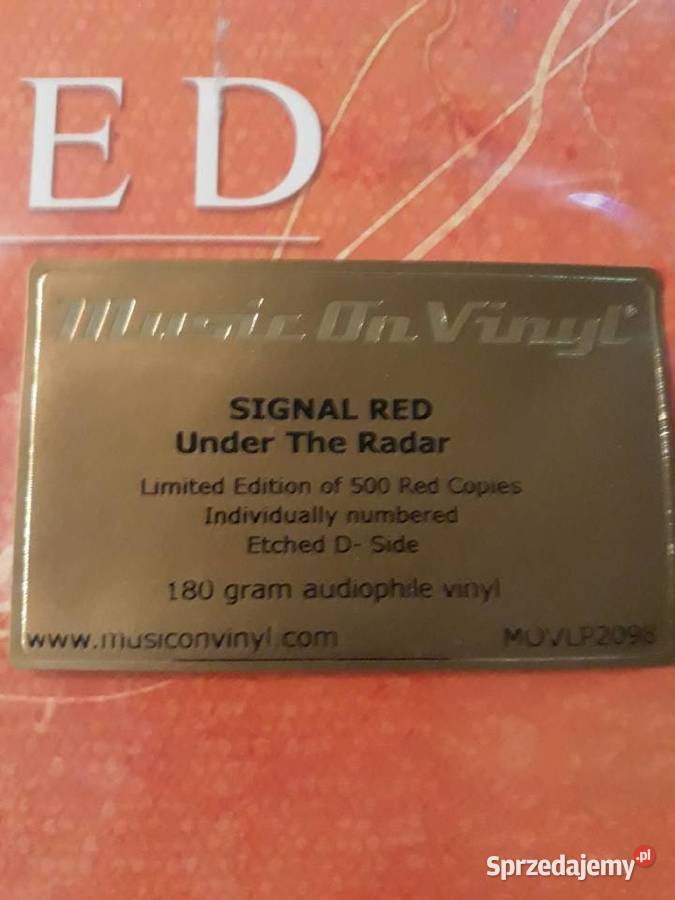 ED
Music On Vinyl®
SIGNAL RED
Under The Radar
Limited Edition of 500 Red Copies
Individually numbered
Etched D- Side
180 gram audiophile vinyl
www.musiconvinyl.com MOVLP2098
Sprzedajemy.pl